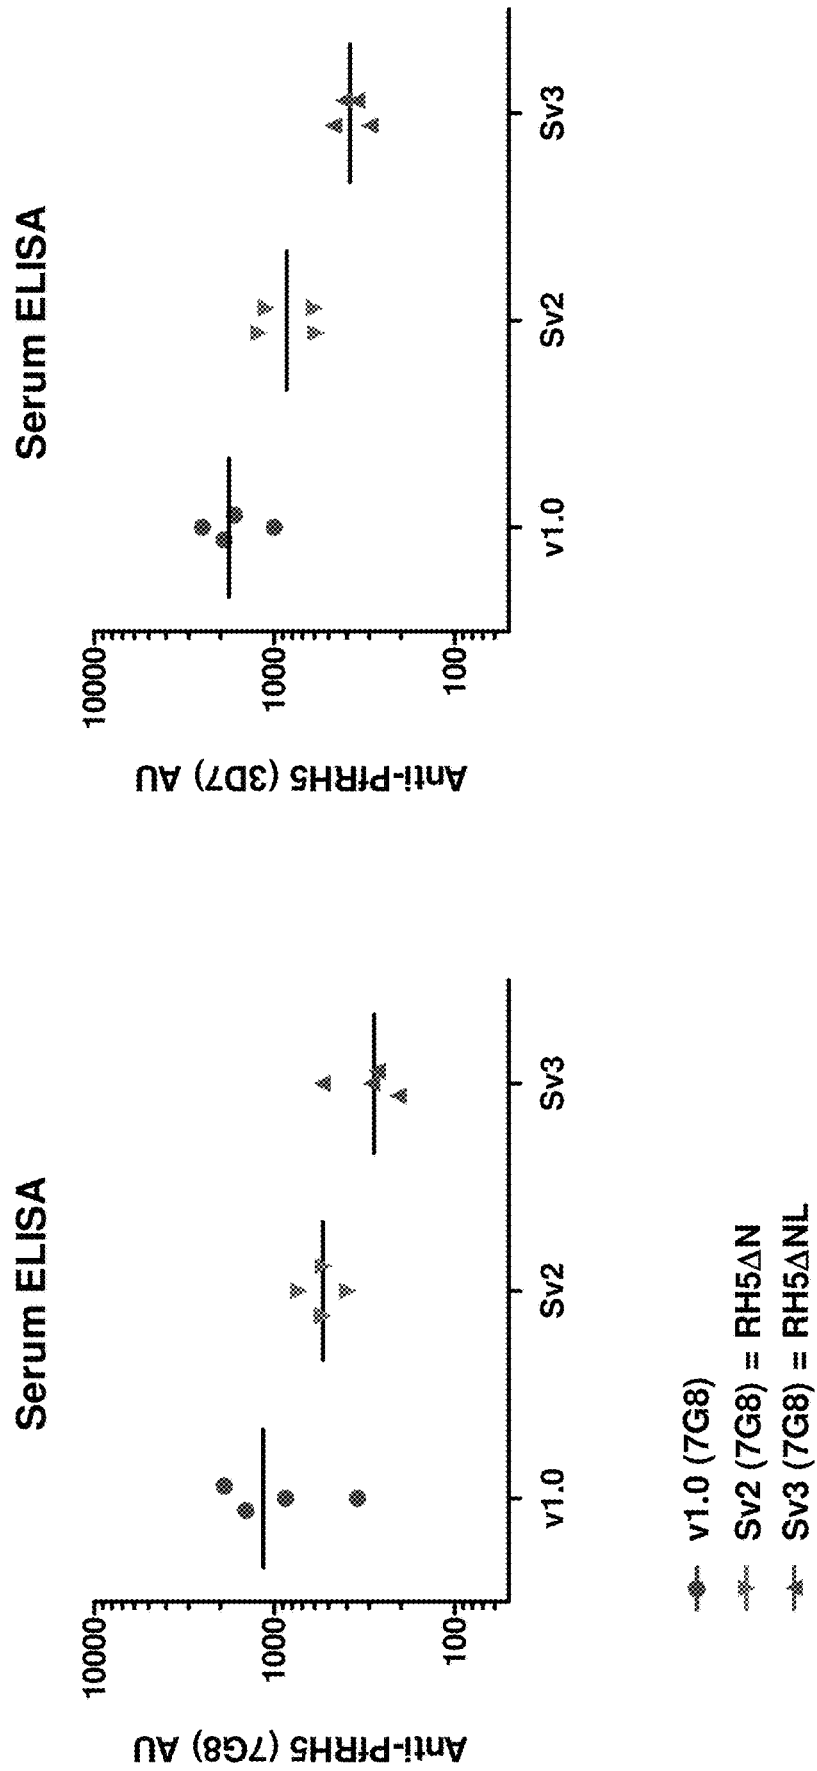 Serum ELISA
Anti-PfRH5 (7G8) AU
10000
1000
100
v1.0
Sv2
Sv3
Serum ELISA
Anti-PfRH5 (3D7) AU
10000
1000
100
v1.0
Sv2
Sv3
v1.0 (7G8)
Sv2 (7G8) = RH5ΔN
Sv3 (7G8) = RH5ΔNL